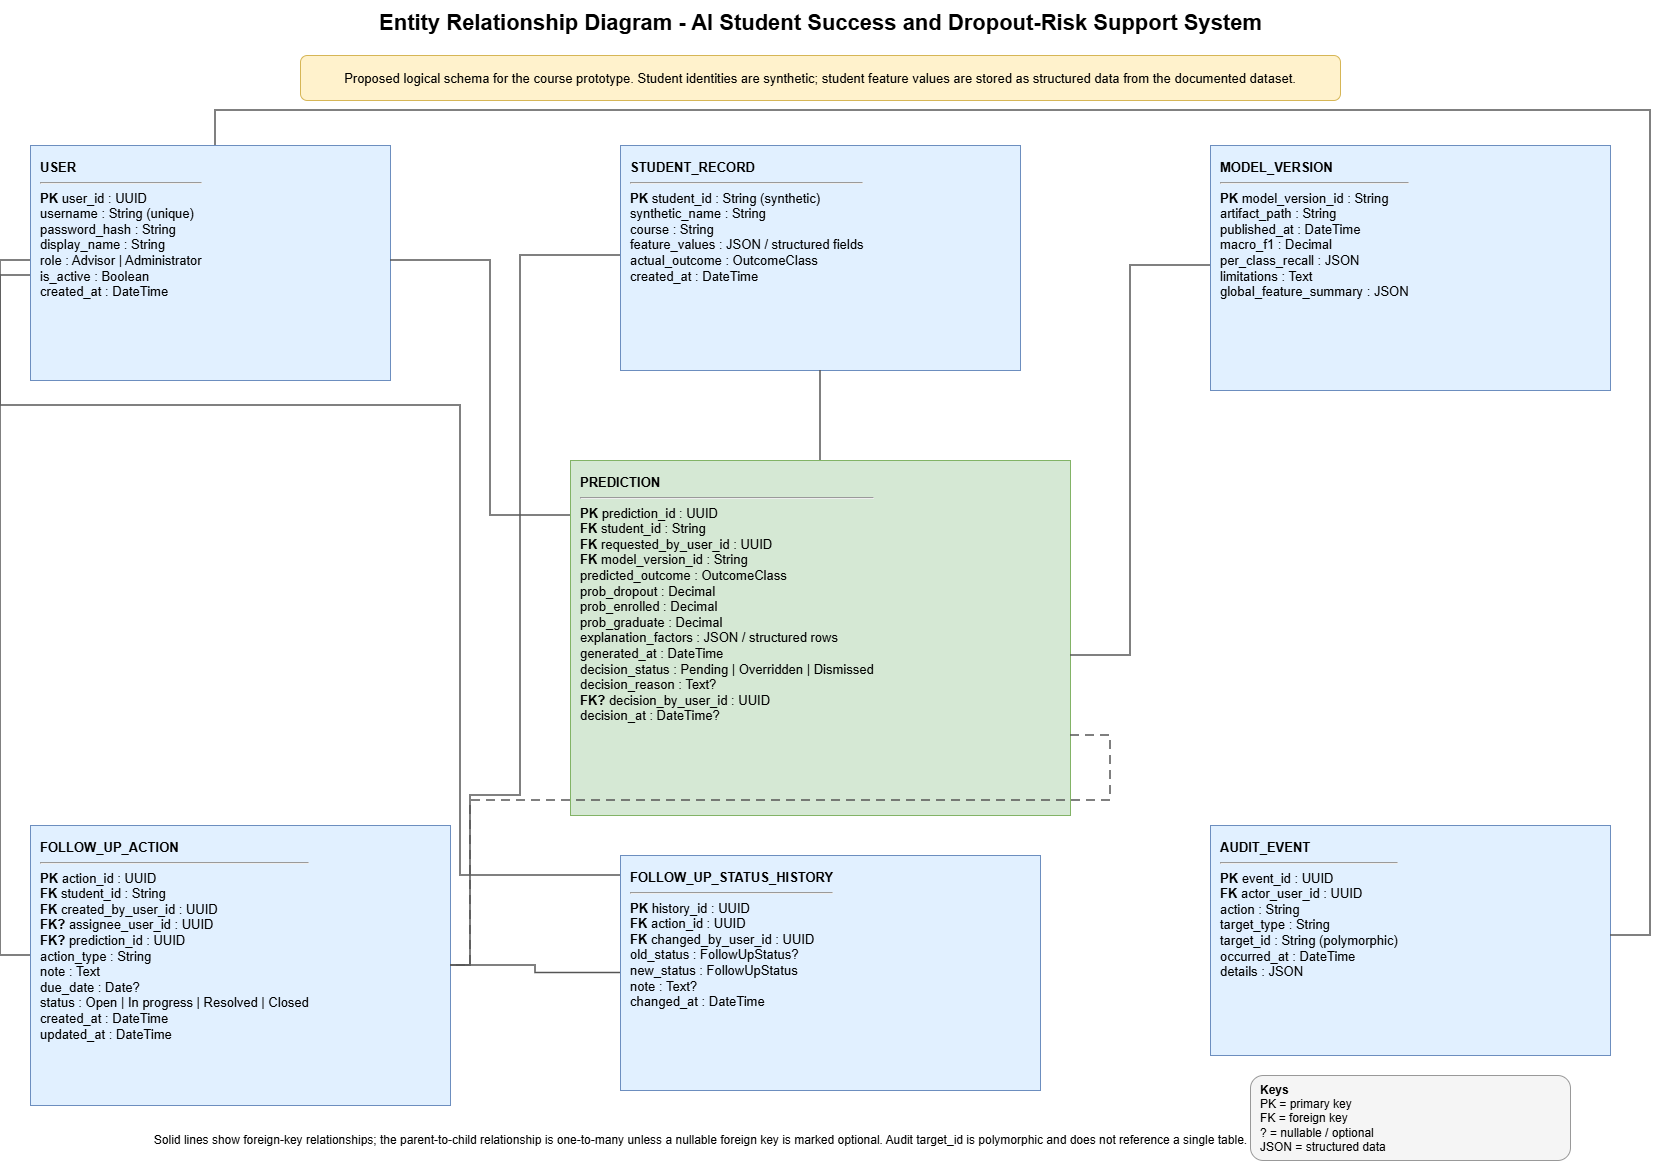 Entity Relationship Diagram - AI Student Success and Dropout-Risk Support System
Proposed logical schema for the course prototype. Student identities are synthetic; student feature values are stored as structured data from the documented dataset.
USER
PK user_id : UUID
username : String (unique)
password_hash : String
display_name : String
role : Advisor | Administrator
is_active : Boolean
created_at : DateTime
STUDENT_RECORD
PK student_id : String (synthetic)
synthetic_name : String
course : String
feature_values : JSON / structured fields
actual_outcome : OutcomeClass
created_at : DateTime
MODEL_VERSION
PK model_version_id : String
artifact_path : String
published_at : DateTime
macro_f1 : Decimal
per_class_recall : JSON
limitations : Text
global_feature_summary : JSON
PREDICTION
PK prediction_id : UUID
FK student_id : String
FK requested_by_user_id : UUID
FK model_version_id : String
predicted_outcome : OutcomeClass
prob_dropout : Decimal
prob_enrolled : Decimal
prob_graduate : Decimal
explanation_factors : JSON / structured rows
generated_at : DateTime
decision_status : Pending | Overridden | Dismissed
decision_reason : Text?
FK? decision_by_user_id : UUID
decision_at : DateTime?
FOLLOW_UP_ACTION
PK action_id : UUID
FK student_id : String
FK created_by_user_id : UUID
FK? assignee_user_id : UUID
FK? prediction_id : UUID
action_type : String
note : Text
due_date : Date?
status : Open | In progress | Resolved | Closed
created_at : DateTime
updated_at : DateTime
FOLLOW_UP_STATUS_HISTORY
PK history_id : UUID
FK action_id : UUID
FK changed_by_user_id : UUID
old_status : FollowUpStatus?
new_status : FollowUpStatus
note : Text?
changed_at : DateTime
AUDIT_EVENT
PK event_id : UUID
FK actor_user_id : UUID
action : String
target_type : String
target_id : String (polymorphic)
occurred_at : DateTime
details : JSON
Keys
PK = primary key
FK = foreign key
? = nullable / optional
JSON = structured data
Solid lines show foreign-key relationships; the parent-to-child relationship is one-to-many unless a nullable foreign key is marked optional. Audit target_id is polymorphic and does not reference a single table.